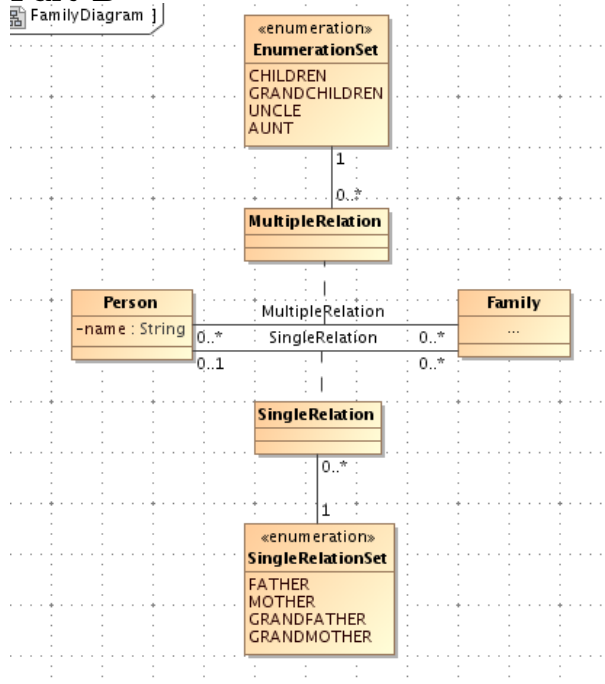 FamilyDiagram ]
«enumeration»
EnumerationSet
CHILDREN
GRANDCHILDREN
UNCLE
AUNT
1
0..*
MultipleRelation
Person
-name : String
MultipleRelation
0..*
0..*
SingleRelation
0..1
0..*
Family
...
SingleRelation
0..*
1
«enumeration»
SingleRelationSet
FATHER
MOTHER
GRANDFATHER
GRANDMOTHER